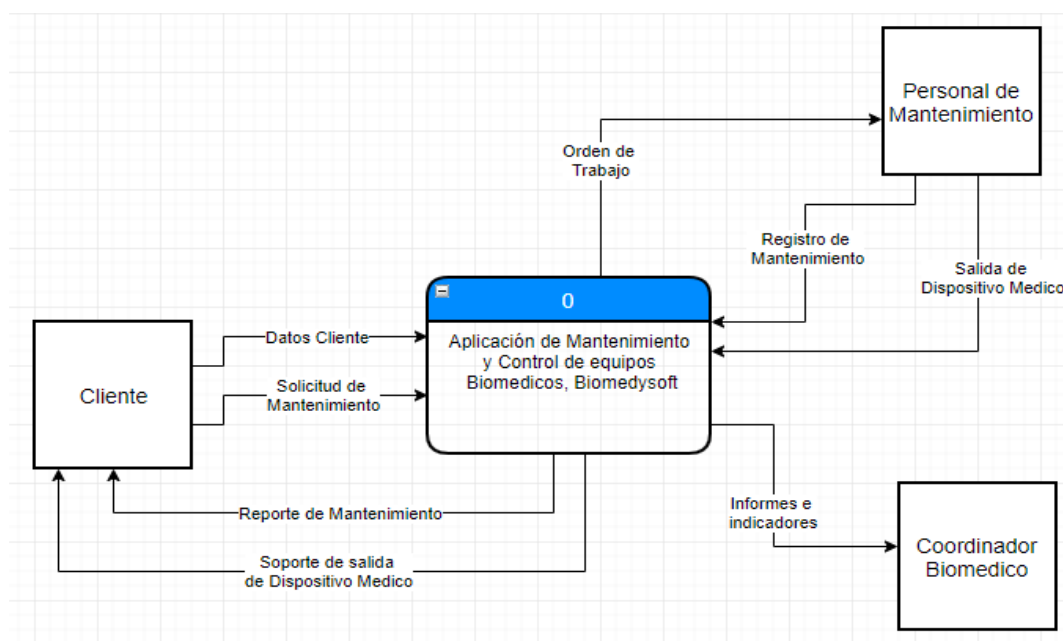 Personal de
Mantenimiento
Orden de
Trabajo
Registro de
Mantenimiento
Salida de
Dispositivo Medico
0
Aplicación de Mantenimiento
y Control de equipos
Biomedicos, Biomedysoft
Datos Cliente
Solicitud de
Mantenimiento
Cliente
Reporte de Mantenimiento
Soporte de salida
de Dispositivo Medico
Informes e
indicadores
Coordinador
Biomedico